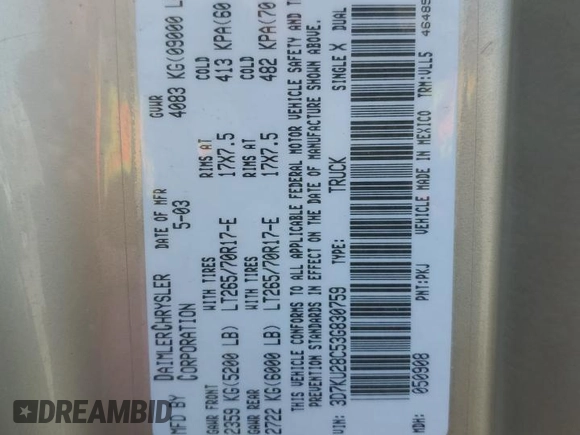 MFD BY DAIMLERCHRYSLER CORPORATION
DATE OF MFR 5-03
GVWR 4083 KG(09000 L
GAWR FRONT WITH TIRES RIMS AT COLD
2359 KG(5200 LB) LT265/70R17-E 17X7.5 413 KPA(60
GAWR REAR WITH TIRES RIMS AT COLD
2722 KG(6000 LB) LT265/70R17-E 17X7.5 482 KPA(70
THIS VEHICLE CONFORMS TO ALL APPLICABLE FEDERAL MOTOR VEHICLE SAFETY AND T
PREVENTION STANDARDS IN EFFECT ON THE DATE OF MANUFACTURE SHOWN ABOVE.
VIN: 3D7KU28C53G830759 TYPE: TRUCK SINGLE X DUAL
MDH: 050908 PNT:PKJ VEHICLE MADE IN MEXICO TRM:VLL5
46485
DREAMBID.COM